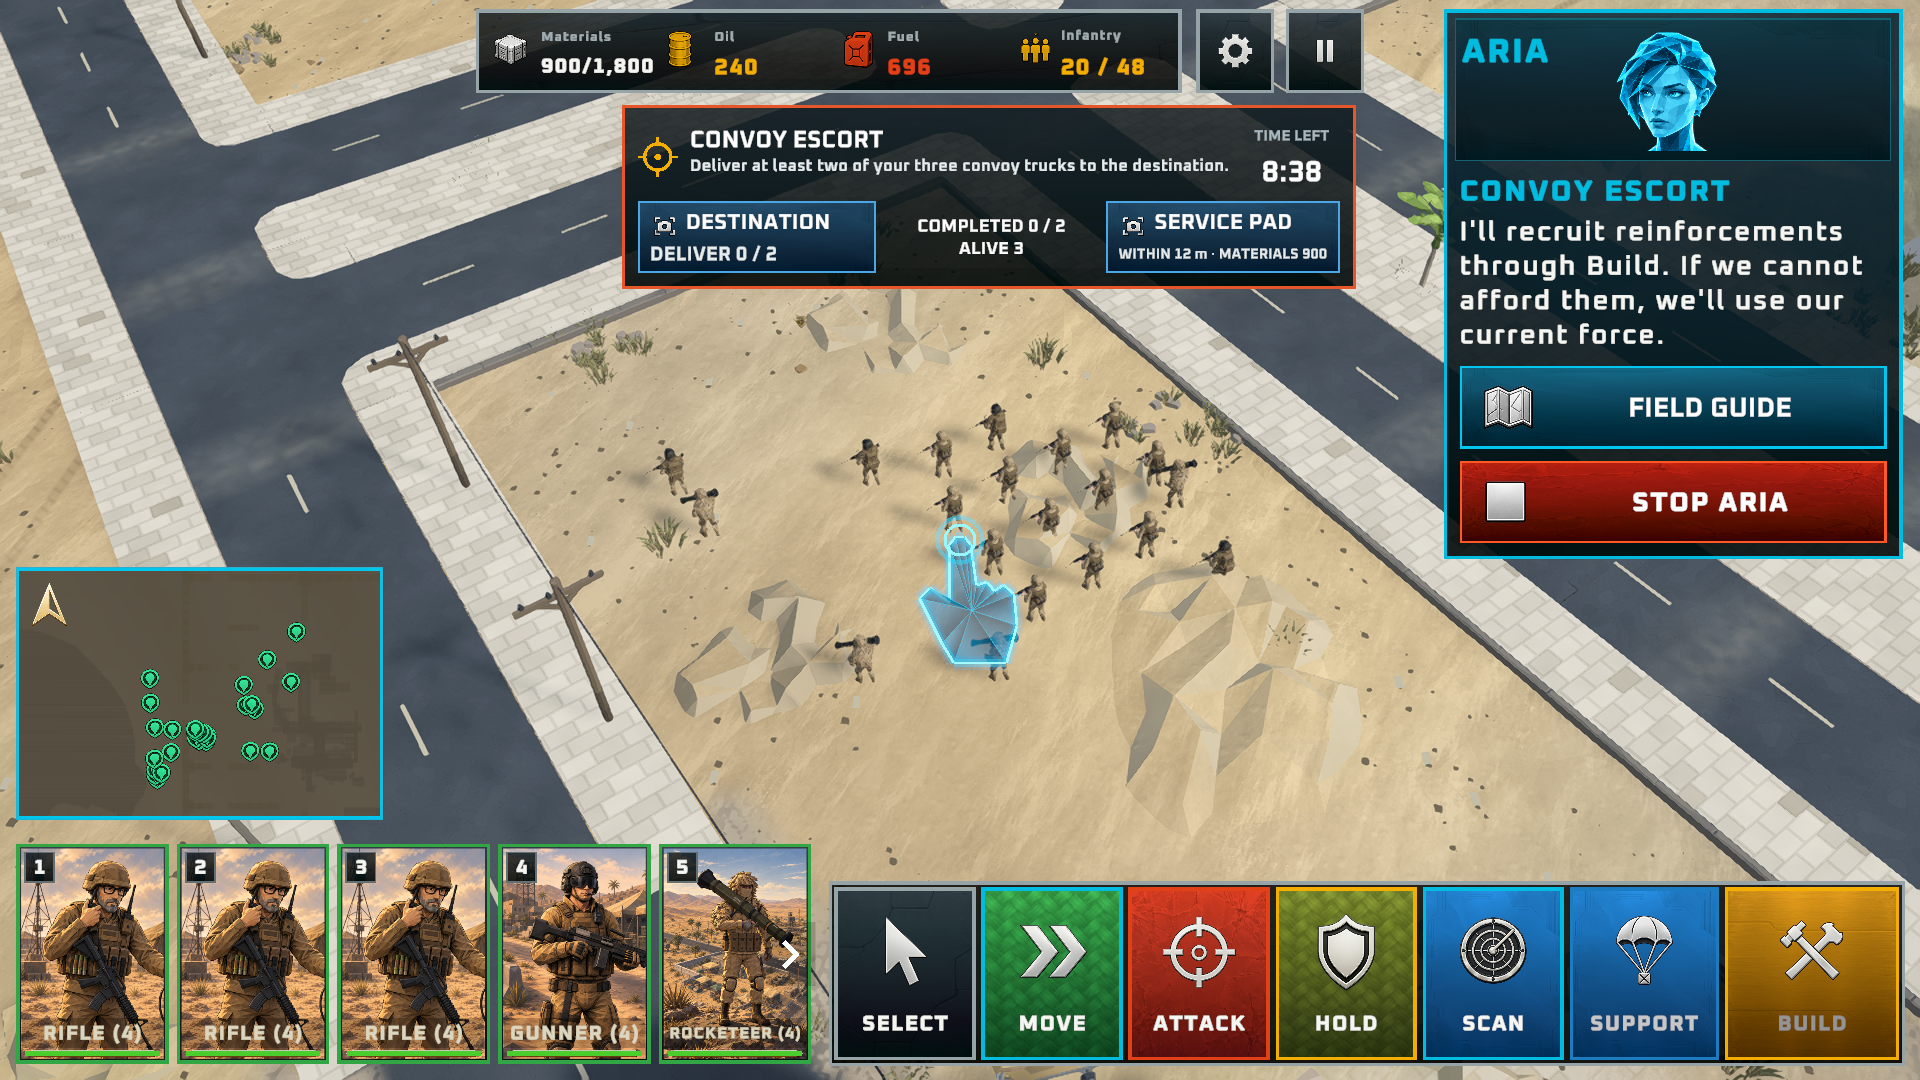 Materials
900/1,800
Oil
240
Fuel
696
Infantry
20 / 48
CONVOY ESCORT
Deliver at least two of your three convoy trucks to the destination.
TIME LEFT
8:38
DESTINATION
DELIVER 0 / 2
COMPLETED 0 / 2
ALIVE 3
SERVICE PAD
WITHIN 12 m · MATERIALS 900
ARIA
CONVOY ESCORT
I'll recruit reinforcements
through Build. If we cannot
afford them, we'll use our
current force.
FIELD GUIDE
STOP ARIA
1
RIFLE (4)
2
RIFLE (4)
3
RIFLE (4)
4
GUNNER (4)
5
ROCKETEER (4)
SELECT
MOVE
ATTACK
HOLD
SCAN
SUPPORT
BUILD